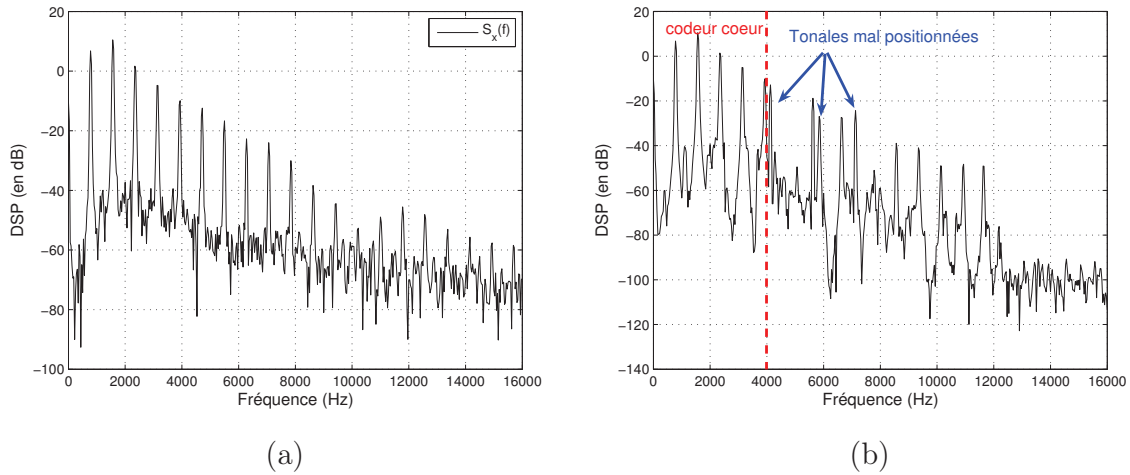 20
0
−20
−40
−60
−80
−100
0 2000 4000 6000 8000 10000 12000 14000 16000
DSP (en dB)
Fréquence (Hz)
S_x(f)
(a)
20
0
−20
−40
−60
−80
−100
−120
−140
0 2000 4000 6000 8000 10000 12000 14000 16000
DSP (en dB)
Fréquence (Hz)
codeur coeur
Tonales mal positionnées
(b)